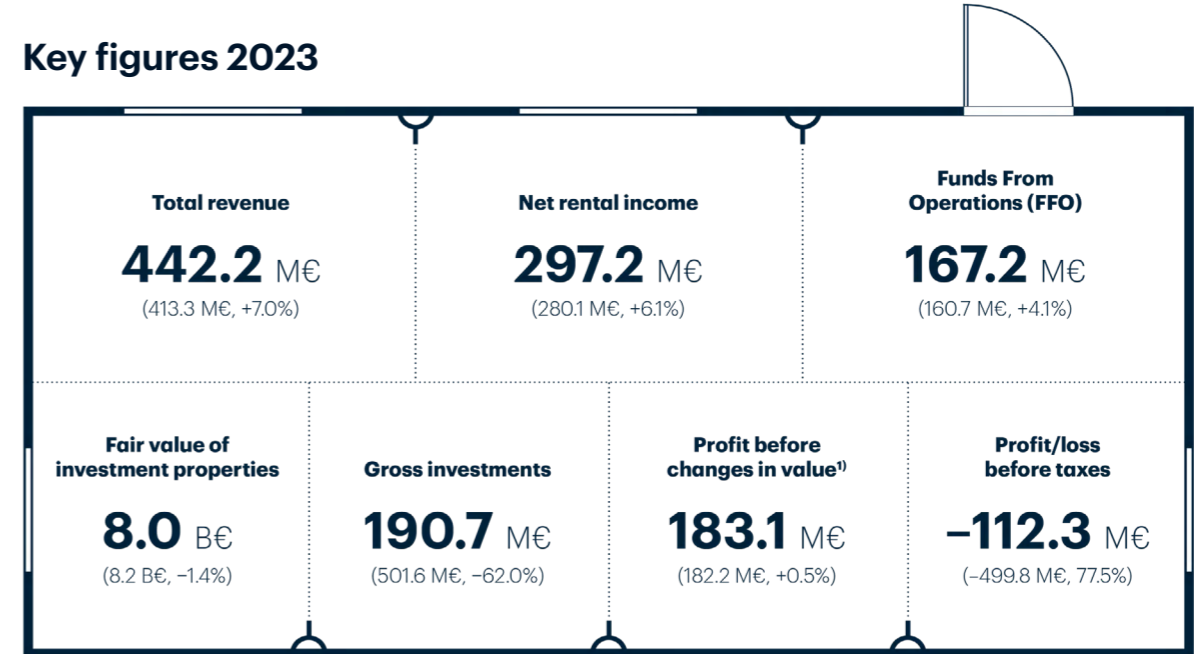 Key figures 2023
Total revenue
442.2 M€
(413.3 M€, +7.0%)
Net rental income
297.2 M€
(280.1 M€, +6.1%)
Funds From
Operations (FFO)
167.2 M€
(160.7 M€, +4.1%)
Fair value of
investment properties
8.0 B€
(8.2 B€, −1.4%)
Gross investments
190.7 M€
(501.6 M€, −62.0%)
Profit before
changes in value¹⁾
183.1 M€
(182.2 M€, +0.5%)
Profit/loss
before taxes
−112.3 M€
(−499.8 M€, 77.5%)